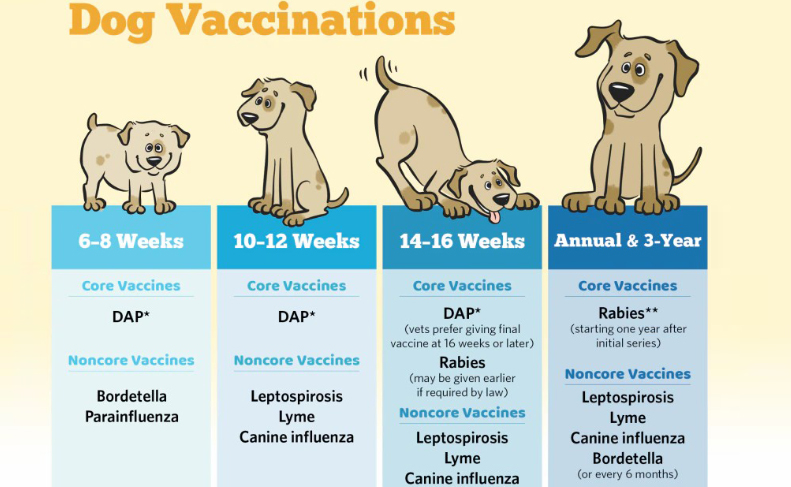 Dog Vaccinations
6–8 Weeks
Core Vaccines
DAP*
Noncore Vaccines
Bordetella
Parainfluenza
10–12 Weeks
Core Vaccines
DAP*
Noncore Vaccines
Leptospirosis
Lyme
Canine influenza
14–16 Weeks
Core Vaccines
DAP*
(vets prefer giving final
vaccine at 16 weeks or later)
Rabies
(may be given earlier
if required by law)
Noncore Vaccines
Leptospirosis
Lyme
Canine influenza
Annual & 3-Year
Core Vaccines
Rabies**
(starting one year after
initial series)
Noncore Vaccines
Leptospirosis
Lyme
Canine influenza
Bordetella
(or every 6 months)